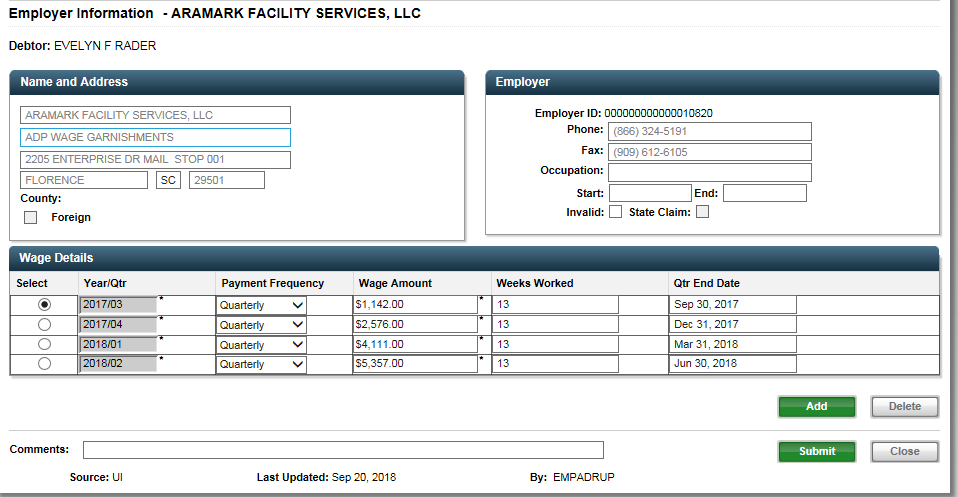 Employer Information - ARAMARK FACILITY SERVICES, LLC
Debtor: EVELYN F RADER
Name and Address
ARAMARK FACILITY SERVICES, LLC
ADP WAGE GARNISHMENTS
2205 ENTERPRISE DR MAIL STOP 001
FLORENCE SC 29501
County:
Foreign
Employer
Employer ID: 000000000000010820
Phone: (866) 324-5191
Fax: (909) 612-6105
Occupation:
Start: End:
Invalid: State Claim:
Wage Details
Select Year/Qtr Payment Frequency Wage Amount Weeks Worked Qtr End Date
2017/03 * Quarterly $1,142.00 * 13 Sep 30, 2017
2017/04 * Quarterly $2,576.00 * 13 Dec 31, 2017
2018/01 * Quarterly $4,111.00 * 13 Mar 31, 2018
2018/02 * Quarterly $5,357.00 * 13 Jun 30, 2018
Add Delete
Comments: Submit Close
Source: UI Last Updated: Sep 20, 2018 By: EMPADRUP